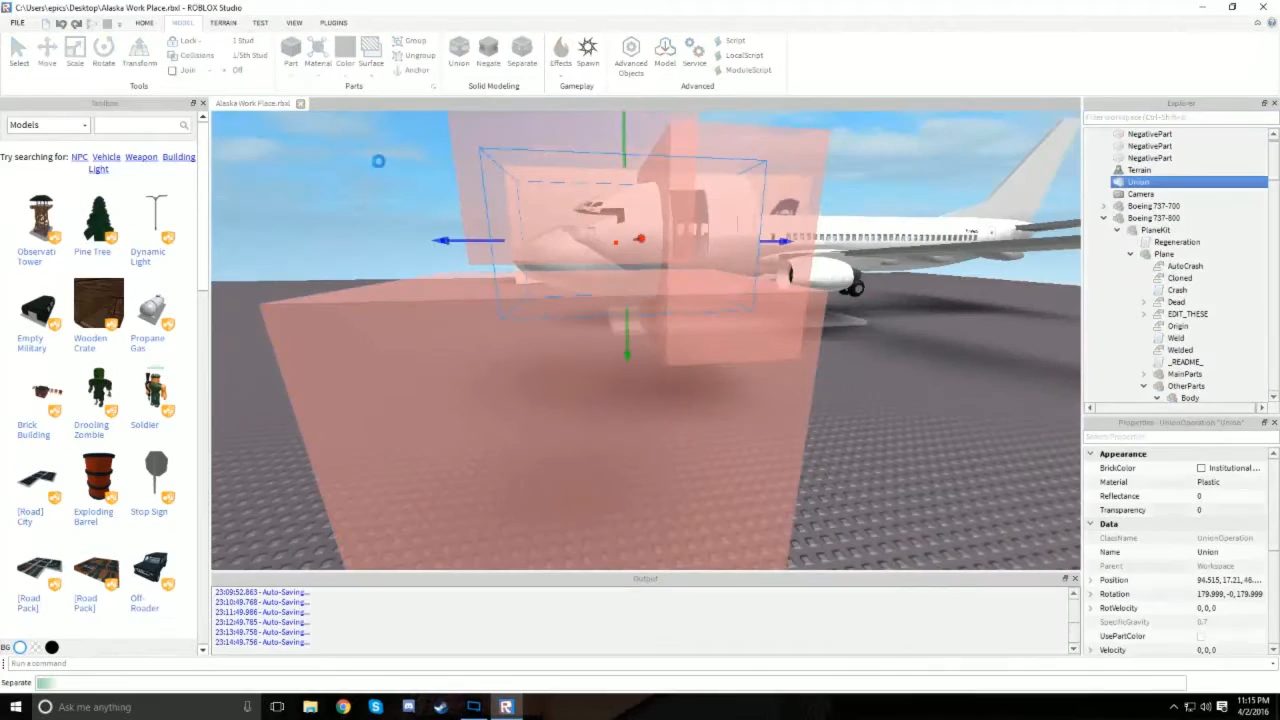 C:\Users\epics\Desktop\Alaska Work Place.rbxl - ROBLOX Studio
FILE HOME MODEL TERRAIN TEST VIEW PLUGINS
Select Move Scale Rotate Transform
Lock
Collisions
Join
1 Stud
1/5th Stud
Off
Tools
Part Material Color Surface
Group
Ungroup
Anchor
Parts
Union Negate Separate
Solid Modeling
Effects Spawn
Gameplay
Advanced Objects
Model Service
Script
LocalScript
ModuleScript
Advanced
Toolbox
Models
Try searching for: NPC Vehicle Weapon Building
Light
Observati Tower
Pine Tree
Dynamic Light
Empty Military
Wooden Crate
Propane Gas
Brick Building
Drooling Zombie
Soldier
[Road] City
Exploding Barrel
Stop Sign
[Road Pack]
[Road Pack]
Off-Roader
BG
Alaska Work Place.rbxl
Explorer
Filter workspace (Ctrl+Shift+X)
NegativePart
NegativePart
NegativePart
Terrain
Union
Camera
Boeing 737-700
Boeing 737-800
PlaneKit
Regeneration
Plane
AutoCrash
Cloned
Crash
Dead
EDIT_THESE
Origin
Weld
Welded
_README_
MainParts
OtherParts
Body
Properties - UnionOperation "Union"
Search Properties
Appearance
BrickColor Institutional ...
Material Plastic
Reflectance 0
Transparency 0
Data
ClassName UnionOperation
Name Union
Parent Workspace
Position 94.515, 17.21, 46....
Rotation 179.999, -0, 179.999
RotVelocity 0, 0, 0
SpecificGravity 0.7
UsePartColor
Velocity 0, 0, 0
Output
23:09:52.863 - Auto-Saving...
23:10:49.768 - Auto-Saving...
23:11:49.986 - Auto-Saving...
23:12:49.785 - Auto-Saving...
23:13:49.758 - Auto-Saving...
23:14:49.756 - Auto-Saving...
Run a command
Separate
Ask me anything
11:15 PM
4/2/2016